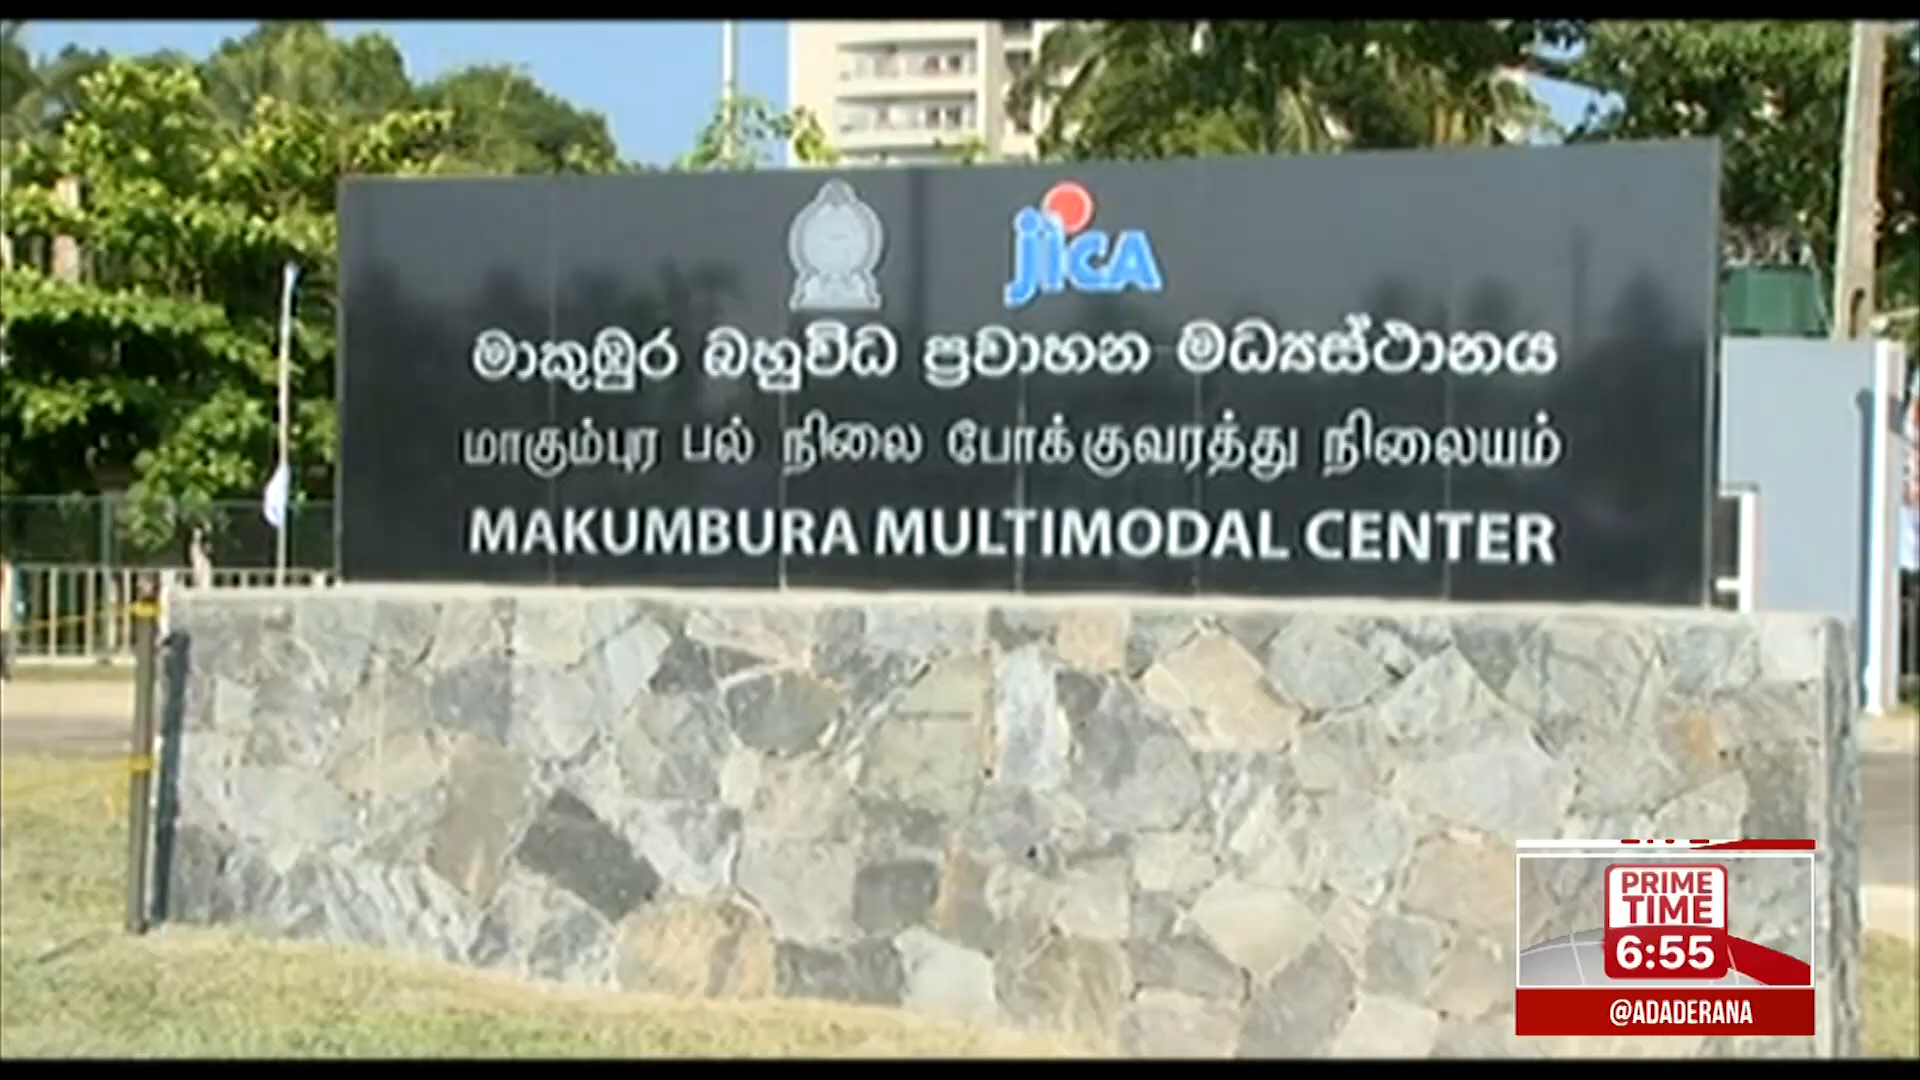 JICA
මාකුඹුර බහුවිධ ප්‍රවාහන මධ්‍යස්ථානය
மாகும்புர பல் நிலை போக்குவரத்து நிலையம்
MAKUMBURA MULTIMODAL CENTER
PRIME
TIME
6:55
@ADADERANA